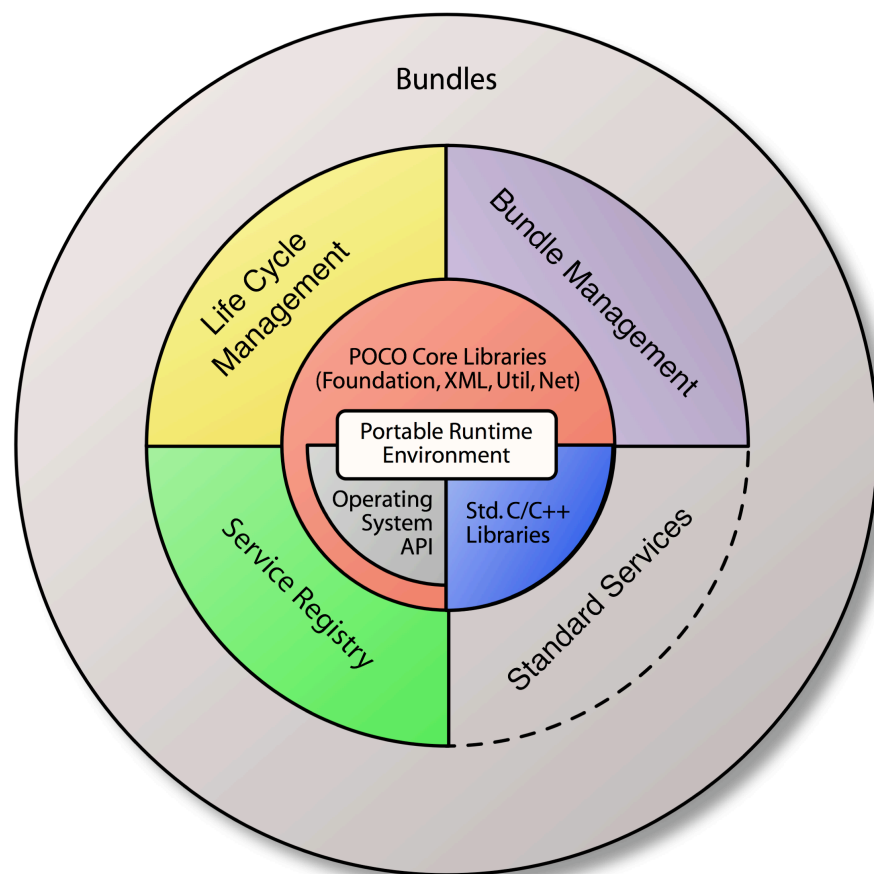 Bundles
Life Cycle
Management
Bundle Management
POCO Core Libraries
(Foundation, XML, Util, Net)
Portable Runtime
Environment
Operating
System
API
Std. C/C++
Libraries
Service Registry
Standard Services